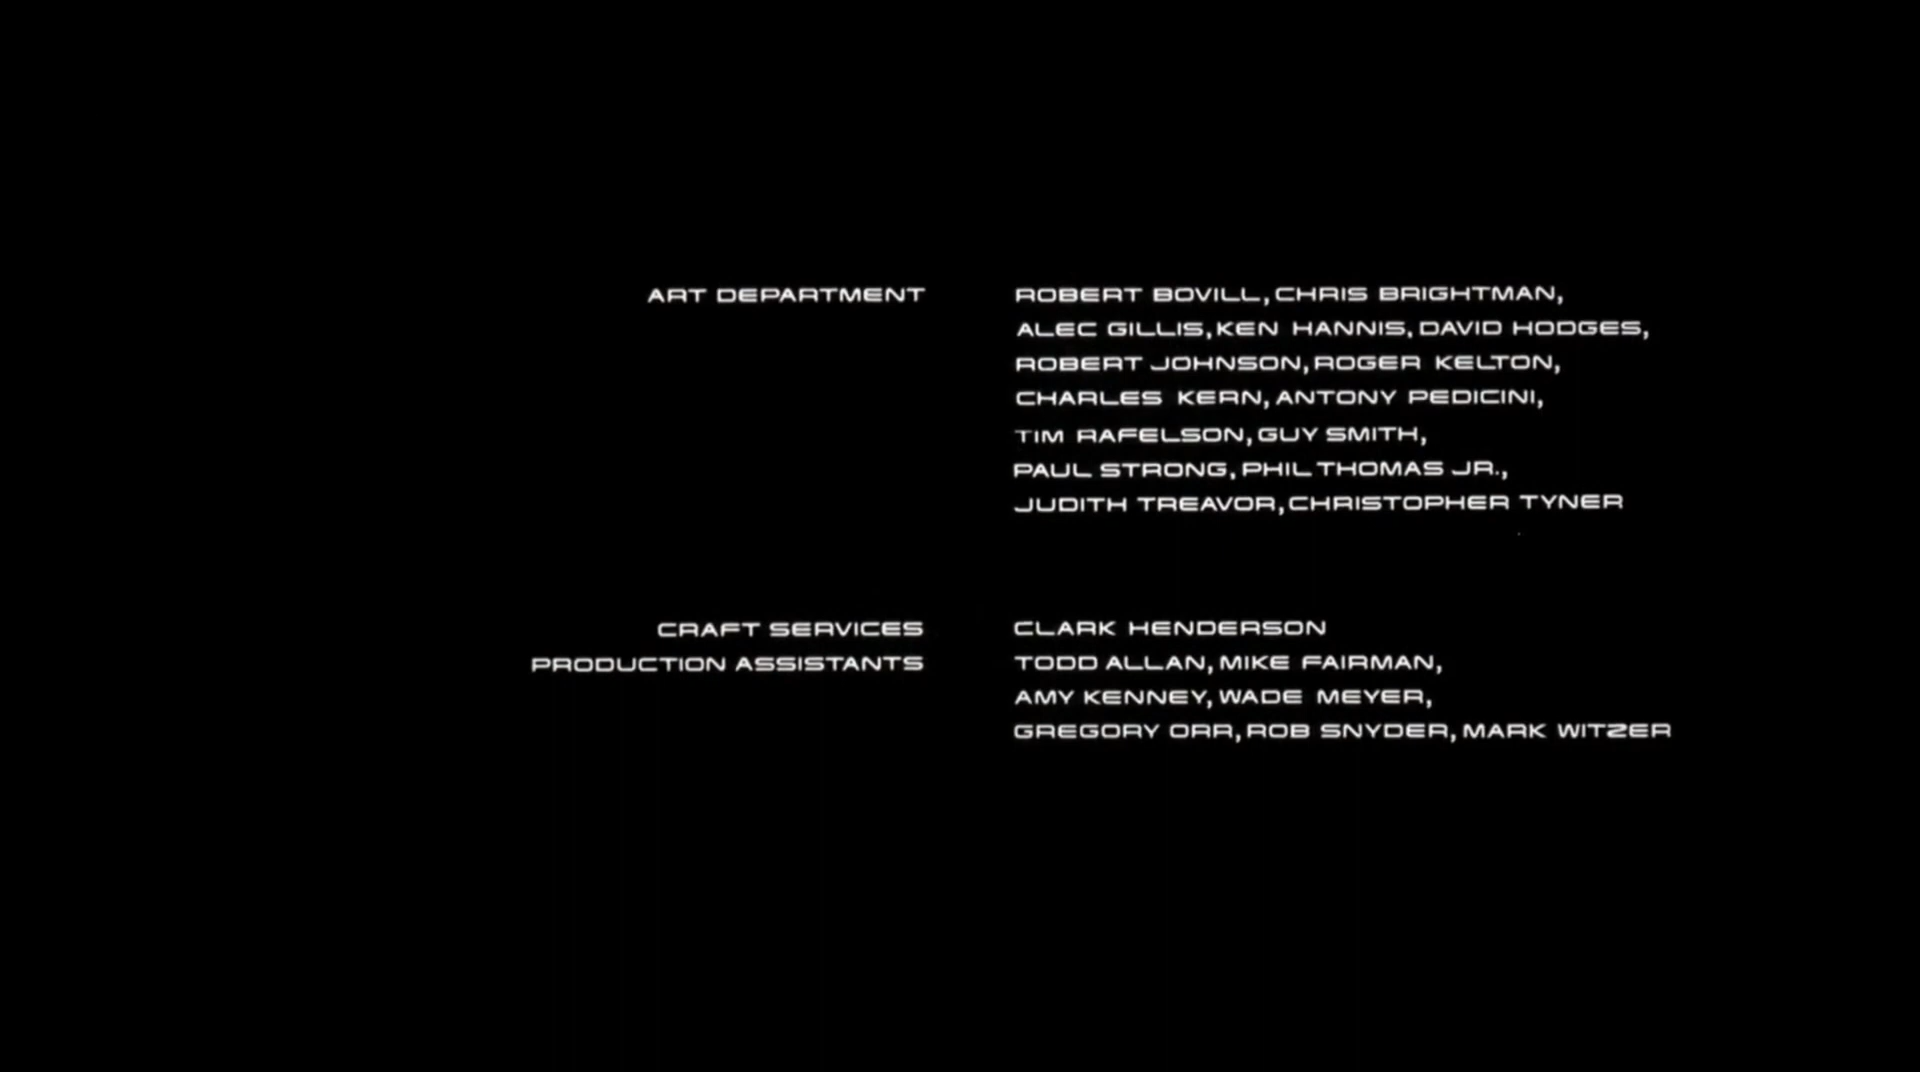 ART DEPARTMENT ROBERT BOVILL, CHRIS BRIGHTMAN,
ALEC GILLIS, KEN HANNIS, DAVID HODGES,
ROBERT JOHNSON, ROGER KELTON,
CHARLES KERN, ANTONY PEDICINI,
TIM RAFELSON, GUY SMITH,
PAUL STRONG, PHIL THOMAS JR.,
JUDITH TREAVOR, CHRISTOPHER TYNER
CRAFT SERVICES CLARK HENDERSON
PRODUCTION ASSISTANTS TODD ALLAN, MIKE FAIRMAN,
AMY KENNEY, WADE MEYER,
GREGORY ORR, ROB SNYDER, MARK WITZER